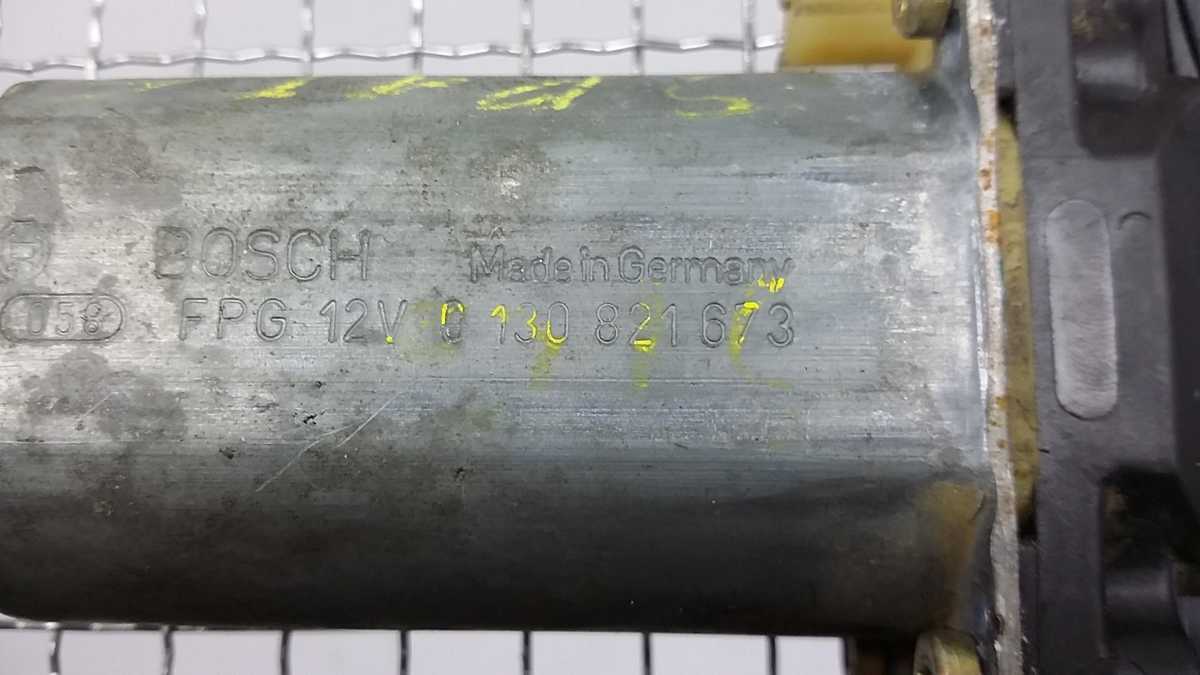 BOSCH Made in Germany
058 FPG 12V 0 130 821 673